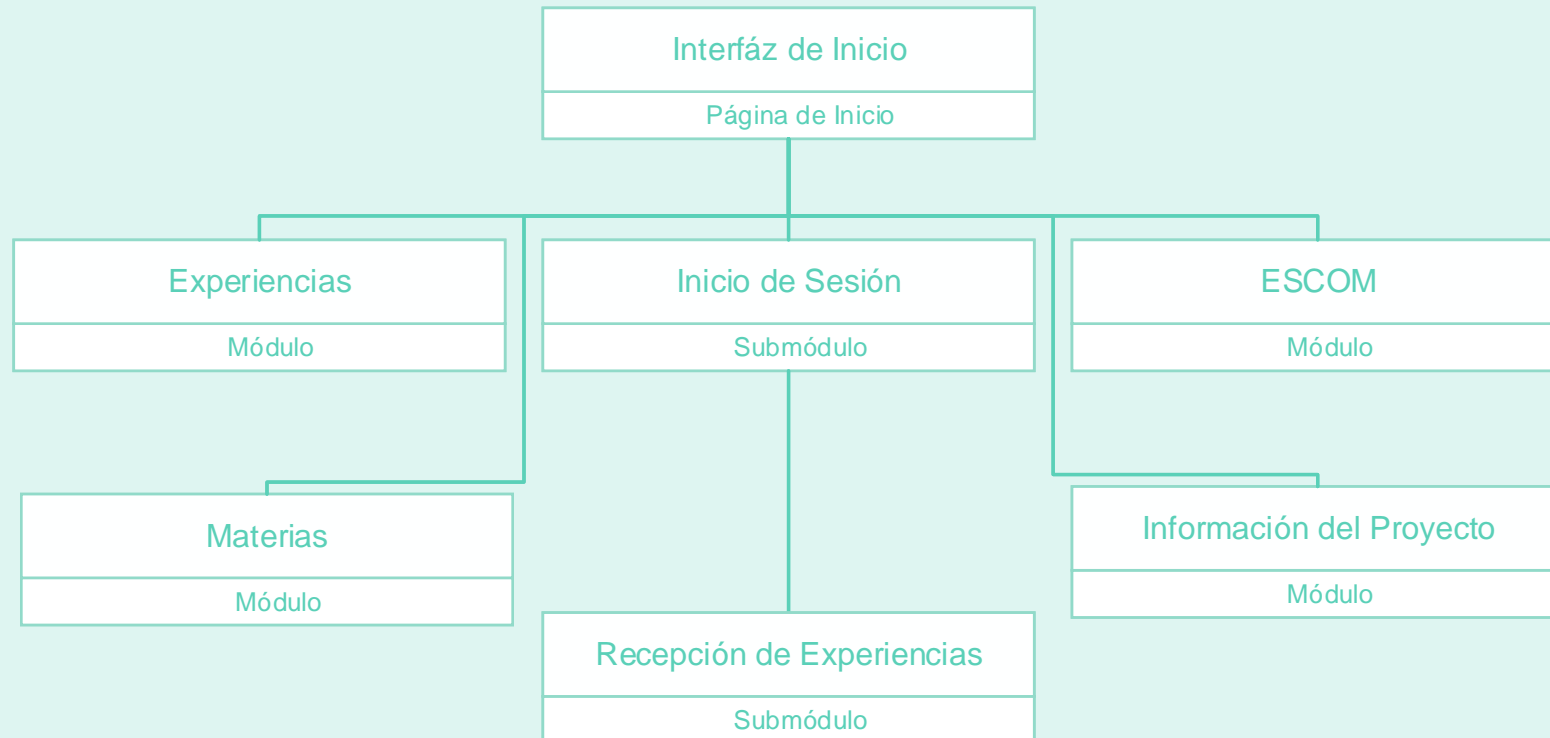 Interfáz de Inicio
Página de Inicio
Experiencias
Módulo
Inicio de Sesión
Submódulo
ESCOM
Módulo
Materias
Módulo
Información del Proyecto
Módulo
Recepción de Experiencias
Submódulo